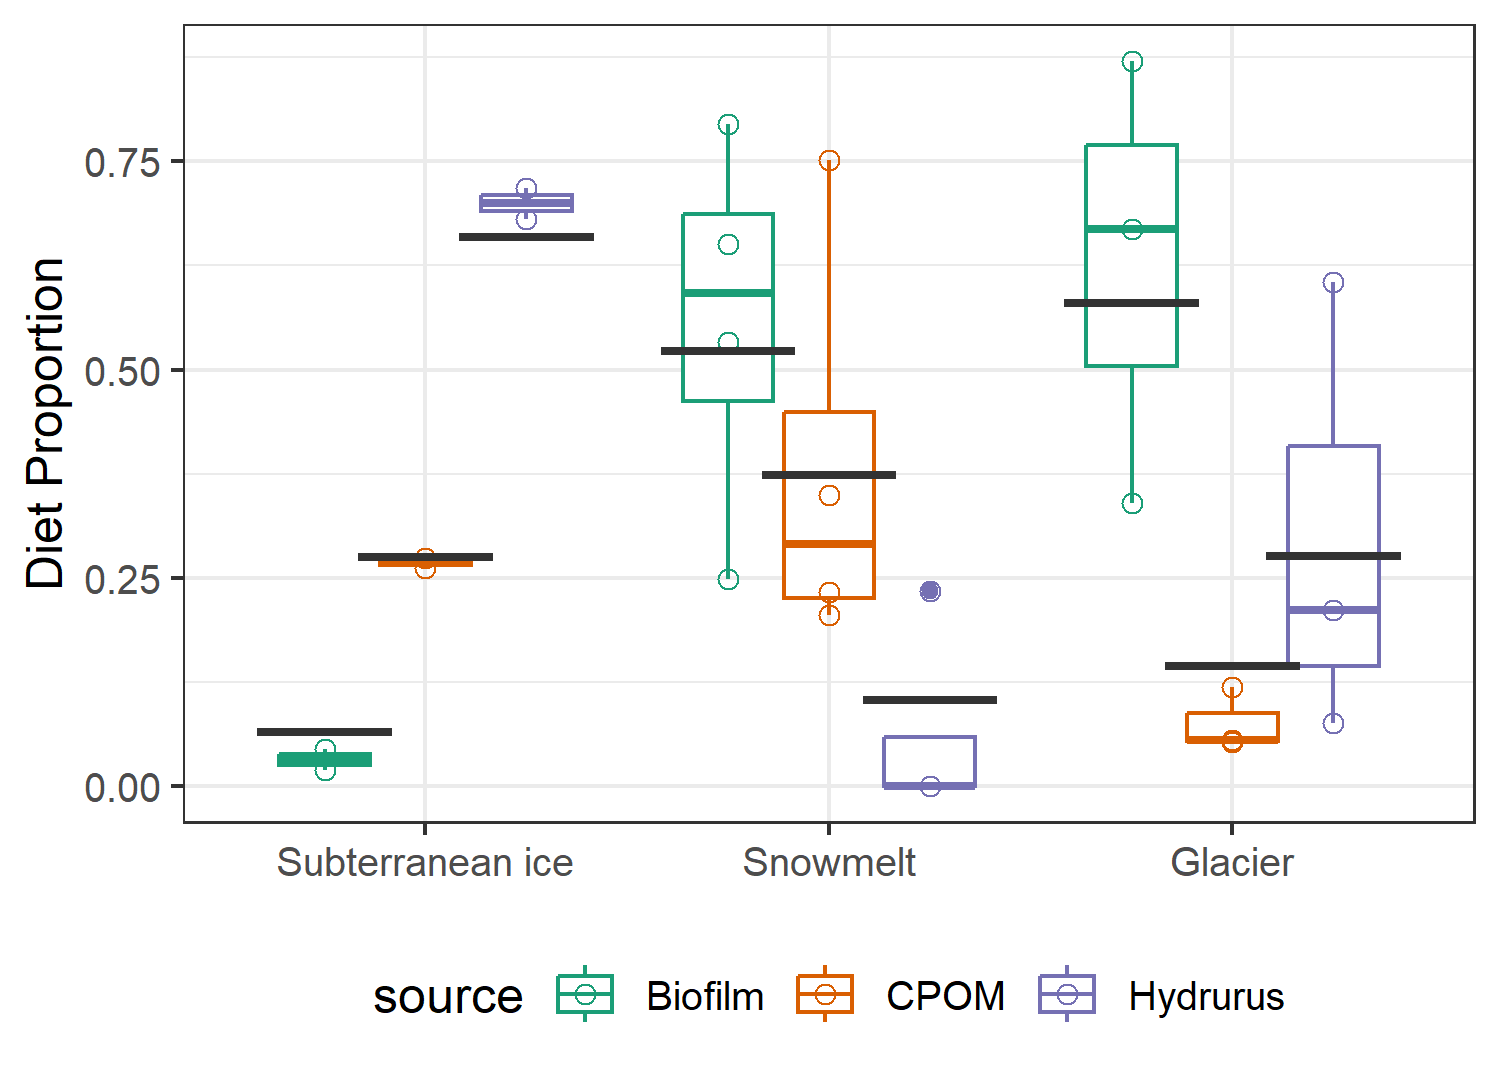 Diet Proportion
0.75
0.50
0.25
0.00
Subterranean ice
Snowmelt
Glacier
source
Biofilm
CPOM
Hydrurus